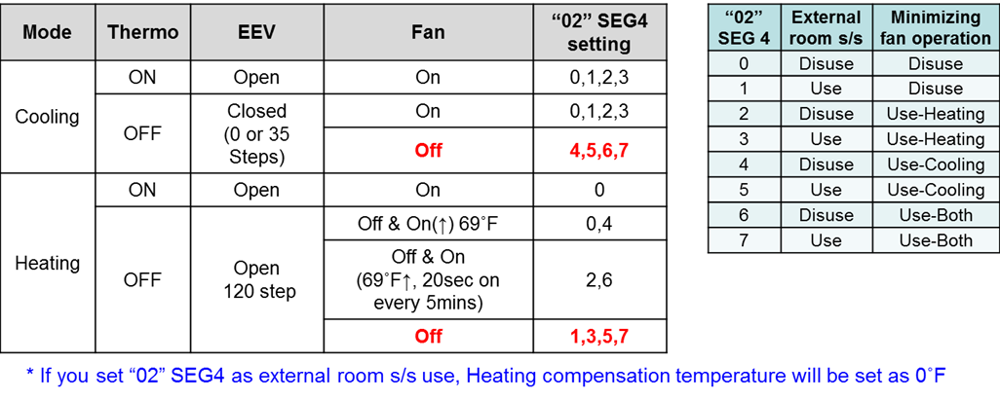 Mode Thermo EEV Fan “02” SEG4 setting
Cooling ON Open On 0,1,2,3
OFF Closed (0 or 35 Steps) On 0,1,2,3
Off 4,5,6,7
Heating ON Open On 0
OFF Open 120 step Off & On(↑) 69˚F 0,4
Off & On (69˚F↑, 20sec on every 5mins) 2,6
Off 1,3,5,7
“02” SEG 4 External room s/s Minimizing fan operation
0 Disuse Disuse
1 Use Disuse
2 Disuse Use-Heating
3 Use Use-Heating
4 Disuse Use-Cooling
5 Use Use-Cooling
6 Disuse Use-Both
7 Use Use-Both
* If you set “02” SEG4 as external room s/s use, Heating compensation temperature will be set as 0˚F